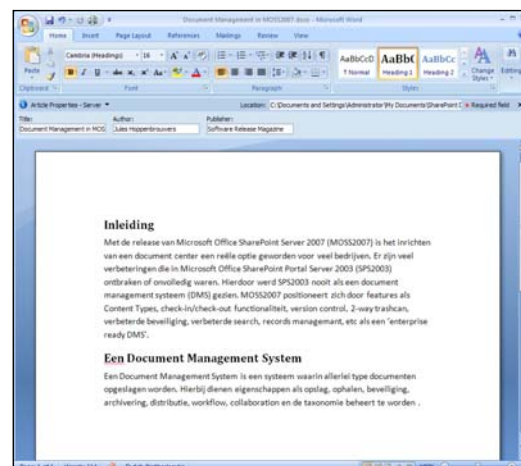 Document Management in MOSS2007.docx - Microsoft Word
Home Insert Page Layout References Mailings Review View
Cambria (Headings) 16
AaBbCcD AaBbC AaBbCc
Paste
¶ Normal Heading 1 Heading 2 Change Styles Editing
Clipboard Font Paragraph Styles
Article Properties - Server Location: C:\Documents and Settings\Administrator\My Documents\SharePoint D Required field
Title: Author: Publisher:
Document Management in MOS Jules Hoppenbrouwers Software Release Magazine
Inleiding
Met de release van Microsoft Office SharePoint Server 2007 (MOSS2007) is het inrichten
van een document center een reële optie geworden voor veel bedrijven. Er zijn veel
verbeteringen die in Microsoft Office SharePoint Portal Server 2003 (SPS2003)
ontbraken of onvolledig waren. Hierdoor werd SPS2003 nooit als een document
management systeem (DMS) gezien. MOSS2007 positioneert zich door features als
Content Types, check-in/check-out functionaliteit, version control, 2-way trashcan,
verbeterde beveiliging, verbeterde search, records managemant, etc als een 'enterprise
ready DMS'.
Een Document Management System
Een Document Management System is een systeem waarin allerlei type documenten
opgeslagen worden. Hierbij dienen eigenschappen als opslag, ophalen, beveiliging,
archivering, distributie, workflow, collaboration en de taxonomie beheert te worden .